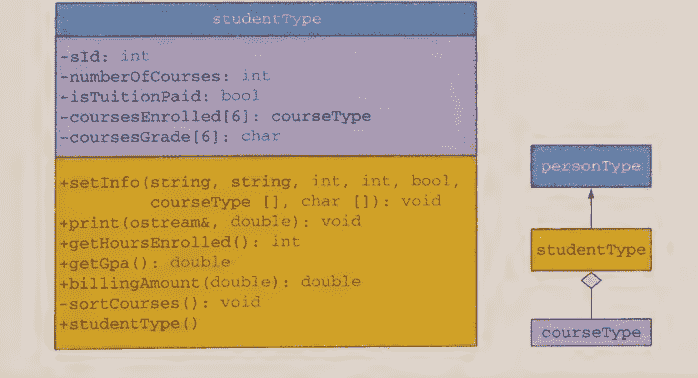 studentType
-sId: int
-numberOfCourses: int
-isTuitionPaid: bool
-coursesEnrolled[6]: courseType
-coursesGrade[6]: char
+setInfo(string, string, int, int, bool,
courseType [], char []): void
+print(ostream&, double): void
+getHoursEnrolled(): int
+getGpa(): double
+billingAmount(double): double
-sortCourses(): void
+studentType()
personType
studentType
courseType